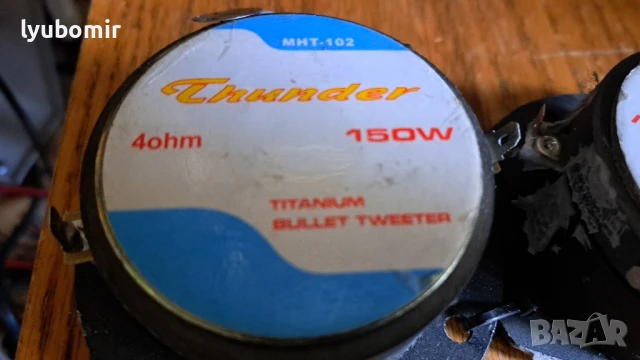 lyubomir
MHT-102
Thunder
4ohm 150W
TITANIUM
BULLET TWEETER
BAZAR